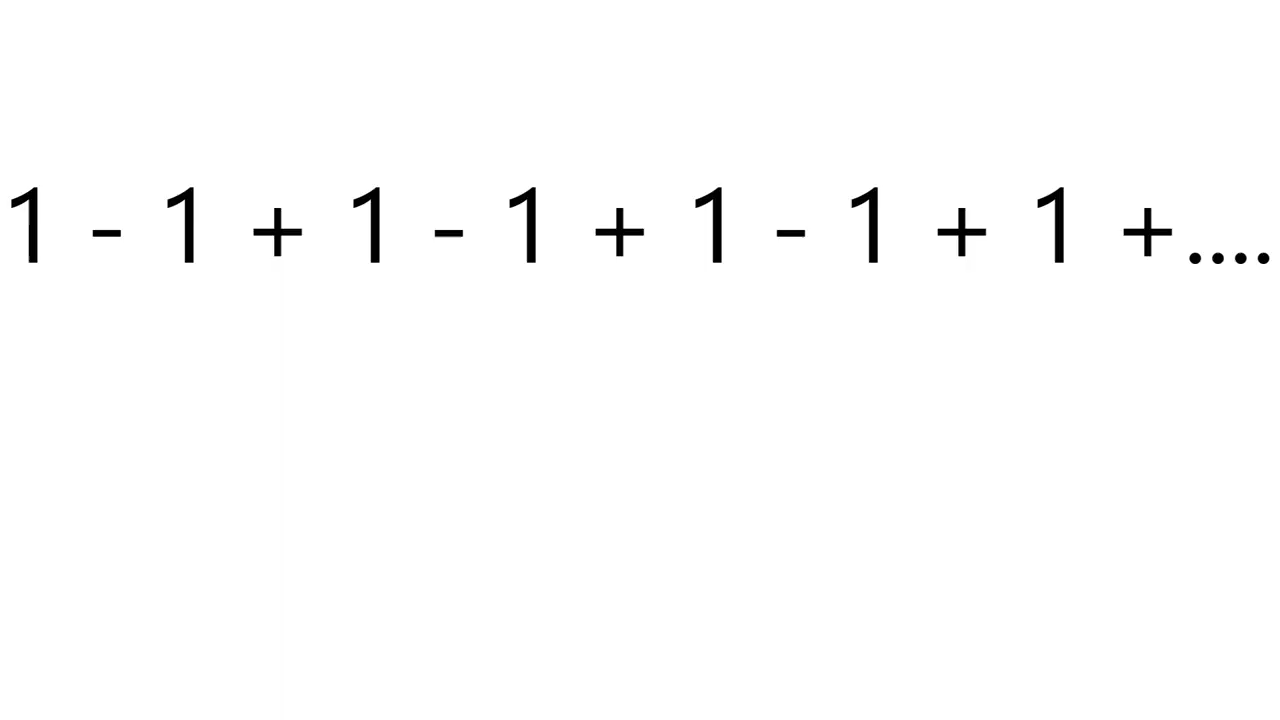 1 - 1 + 1 - 1 + 1 - 1 + 1 +....